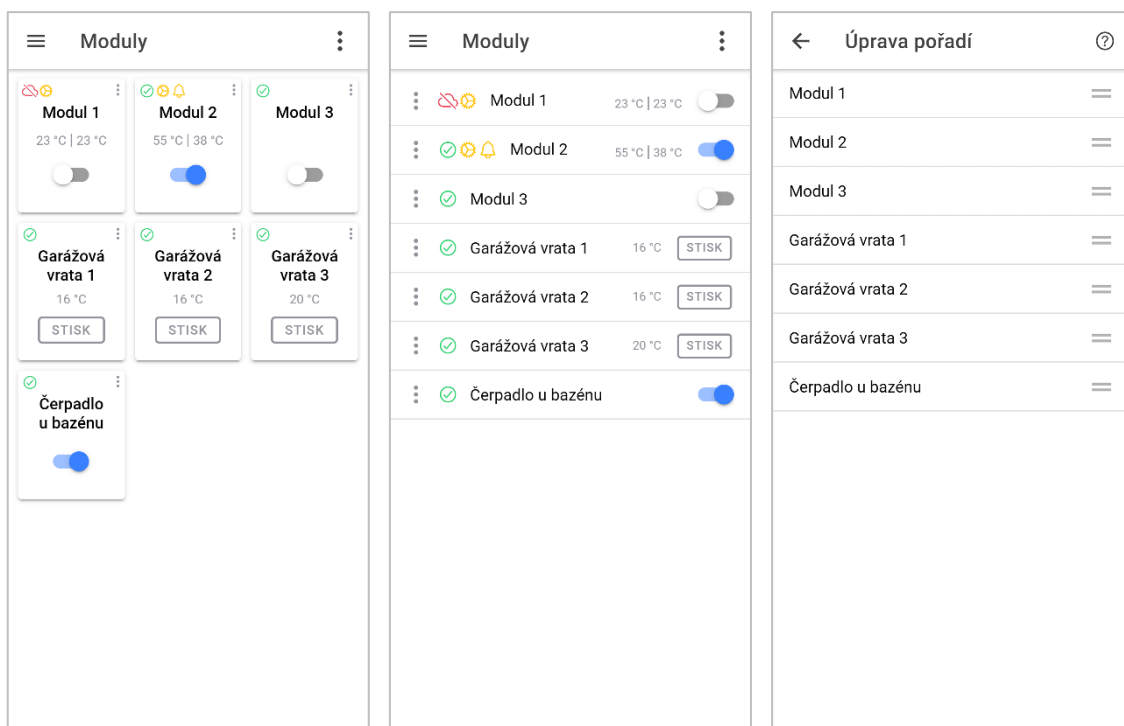 Moduly
Modul 1
Modul 2
Modul 3
23 °C | 23 °C
55 °C | 38 °C
Garážová
vrata 1
Garážová
vrata 2
Garážová
vrata 3
16 °C
16 °C
20 °C
STISK
STISK
STISK
Čerpadlo
u bazénu
Moduly
Modul 1 23 °C | 23 °C
Modul 2 55 °C | 38 °C
Modul 3
Garážová vrata 1 16 °C STISK
Garážová vrata 2 16 °C STISK
Garážová vrata 3 20 °C STISK
Čerpadlo u bazénu
Úprava pořadí
Modul 1
Modul 2
Modul 3
Garážová vrata 1
Garážová vrata 2
Garážová vrata 3
Čerpadlo u bazénu